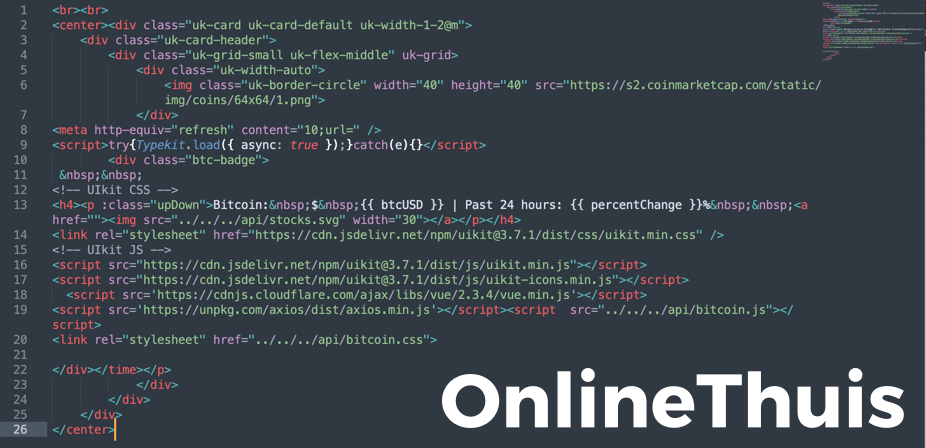 1 <br><br>
2 <center><div class="uk-card uk-card-default uk-width-1-2@m">
3 <div class="uk-card-header">
4 <div class="uk-grid-small uk-flex-middle" uk-grid>
5 <div class="uk-width-auto">
6 <img class="uk-border-circle" width="40" height="40" src="https://s2.coinmarketcap.com/static/
img/coins/64x64/1.png">
7 </div>
8 <meta http-equiv="refresh" content="10;url=" />
9 <script>try{Typekit.load({ async: true });}catch(e){}</script>
10 <div class="btc-badge">
11 &nbsp;&nbsp;
12 <!-- UIkit CSS -->
13 <h4><p :class="upDown">Bitcoin:&nbsp;$&nbsp;{{ btcUSD }} | Past 24 hours: {{ percentChange }}%&nbsp;&nbsp;<a
href=""><img src="../../../api/stocks.svg" width="30"></a></p></h4>
14 <link rel="stylesheet" href="https://cdn.jsdelivr.net/npm/uikit@3.7.1/dist/css/uikit.min.css" />
15 <!-- UIkit JS -->
16 <script src="https://cdn.jsdelivr.net/npm/uikit@3.7.1/dist/js/uikit.min.js"></script>
17 <script src="https://cdn.jsdelivr.net/npm/uikit@3.7.1/dist/js/uikit-icons.min.js"></script>
18 <script src='https://cdnjs.cloudflare.com/ajax/libs/vue/2.3.4/vue.min.js'></script>
19 <script src='https://unpkg.com/axios/dist/axios.min.js'></script><script  src="../../../api/bitcoin.js"></
script>
20 <link rel="stylesheet" href="../../../api/bitcoin.css">
21
22 </div></time></p>
23 </div>
24 </div>
25 </div>
26 </center>
OnlineThuis